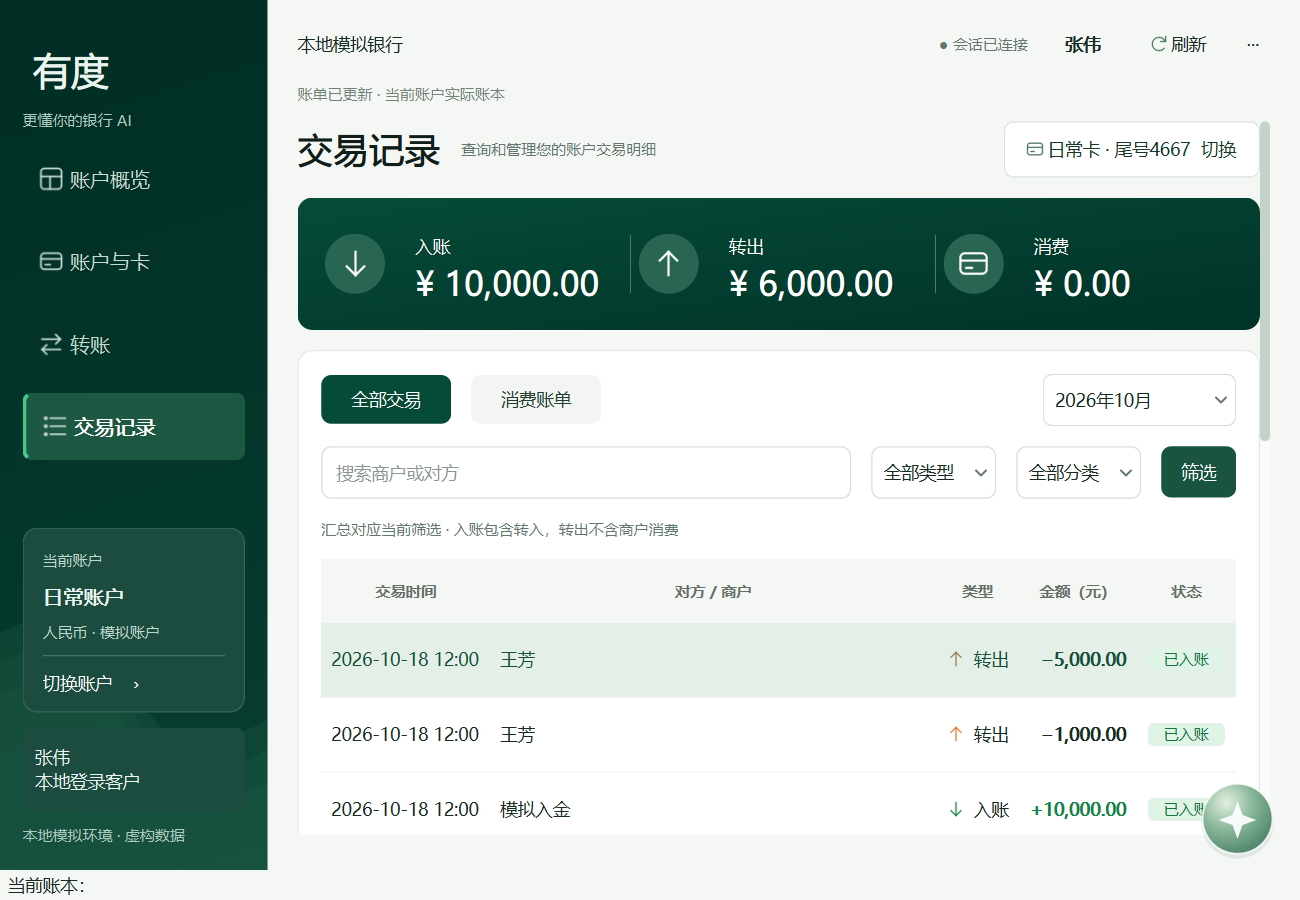 有度
更懂你的银行 AI
账户概览
账户与卡
转账
交易记录
当前账户
日常账户
人民币 · 模拟账户
切换账户 ›
张伟
本地登录客户
本地模拟环境 · 虚构数据
当前账本：
本地模拟银行
● 会话已连接 张伟 刷新 ···
账单已更新 · 当前账户实际账本
交易记录 查询和管理您的账户交易明细
日常卡 · 尾号4667 切换
入账
¥ 10,000.00
转出
¥ 6,000.00
消费
¥ 0.00
全部交易 消费账单 2026年10月
搜索商户或对方 全部类型 全部分类 筛选
汇总对应当前筛选 · 入账包含转入，转出不含商户消费
交易时间 对方 / 商户 类型 金额（元） 状态
2026-10-18 12:00 王芳 ↑ 转出 −5,000.00 已入账
2026-10-18 12:00 王芳 ↑ 转出 −1,000.00 已入账
2026-10-18 12:00 模拟入金 ↓ 入账 +10,000.00 已入账